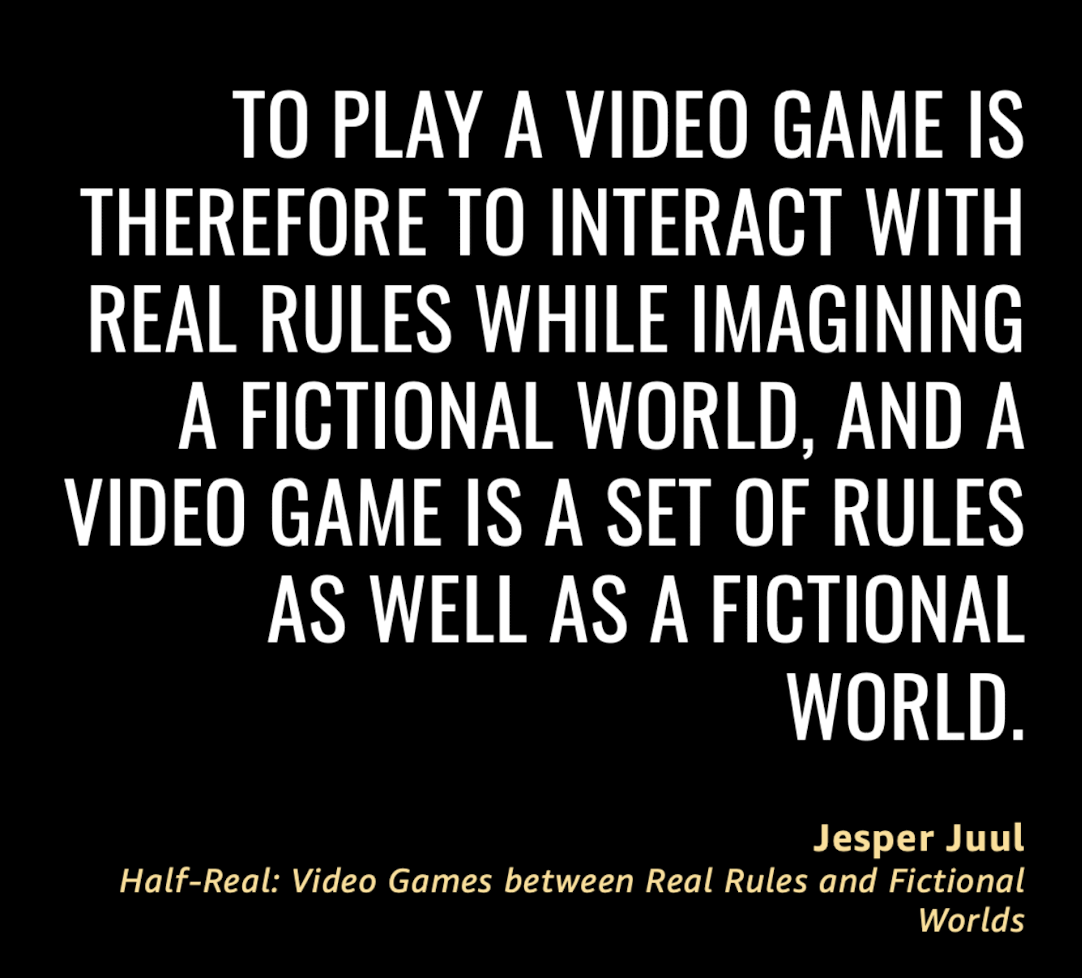 TO PLAY A VIDEO GAME IS
THEREFORE TO INTERACT WITH
REAL RULES WHILE IMAGINING
A FICTIONAL WORLD, AND A
VIDEO GAME IS A SET OF RULES
AS WELL AS A FICTIONAL
WORLD.
Jesper Juul
Half-Real: Video Games between Real Rules and Fictional
Worlds